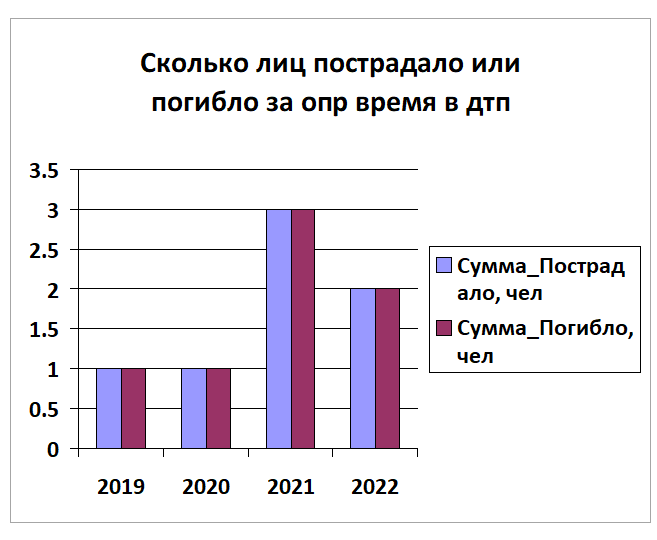 Сколько лиц пострадало или
погибло за опр время в дтп
3.5
3
2.5
2
1.5
1
0.5
0
2019 2020 2021 2022
Сумма_Пострад
ало, чел
Сумма_Погибло,
чел